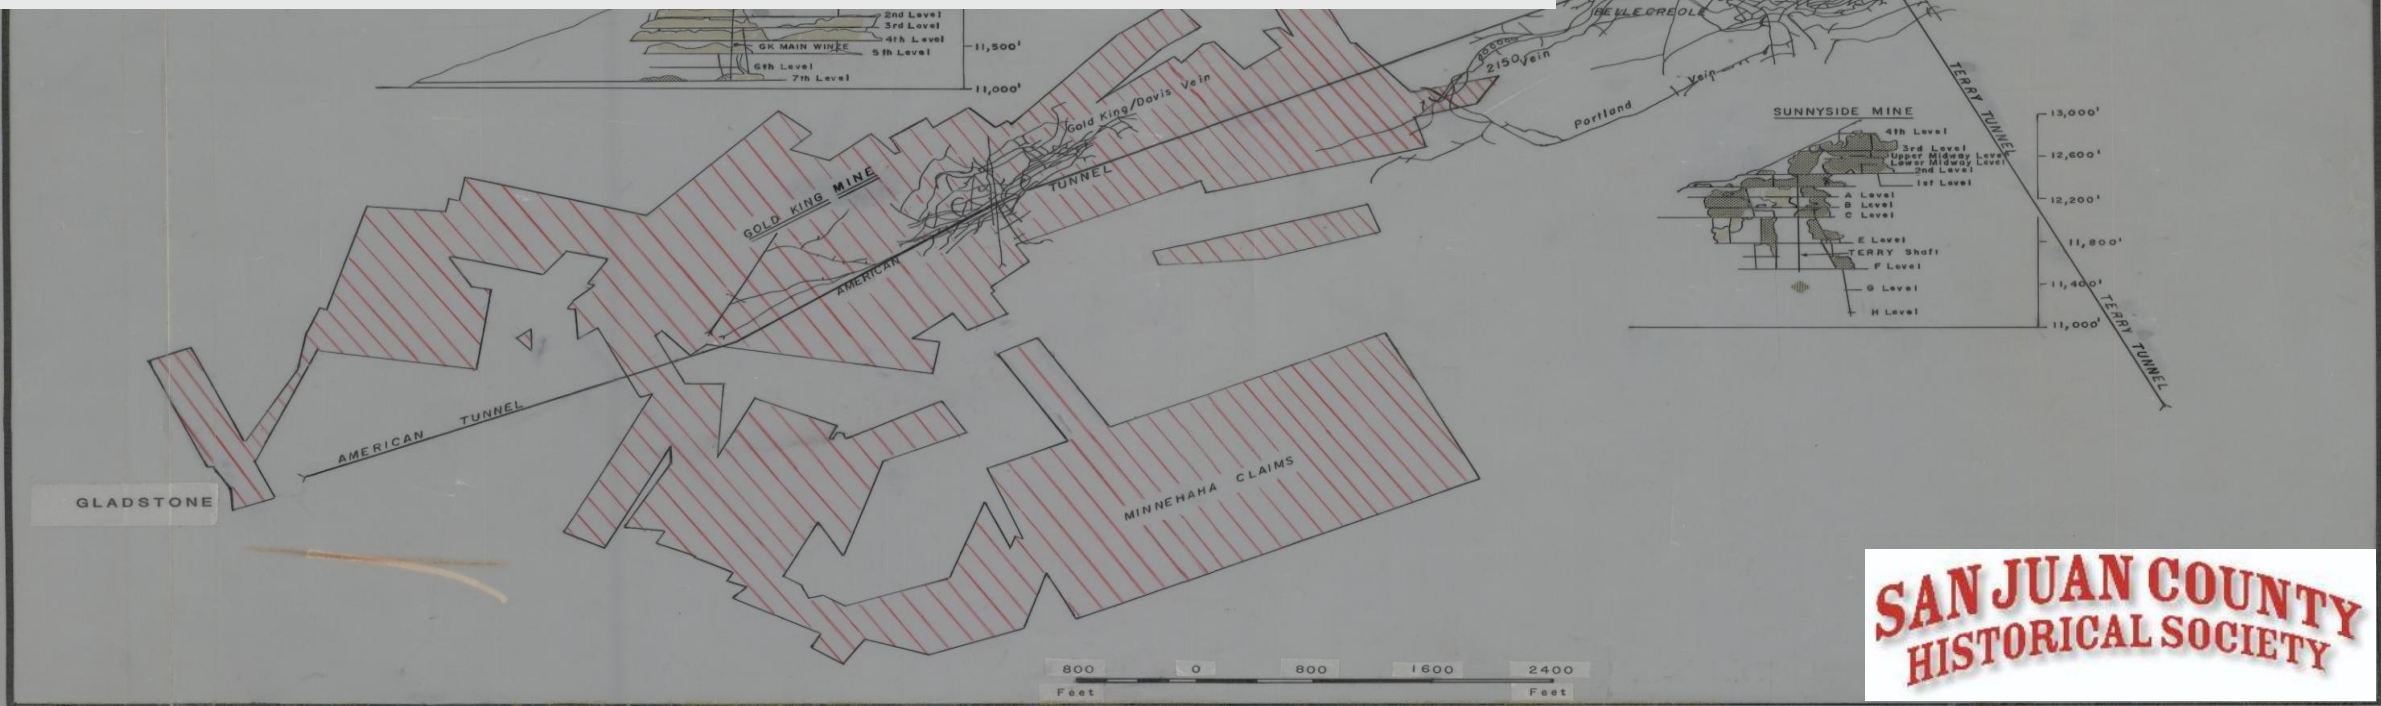 2nd Level
3rd Level
4th Level
GK MAIN WINZE
5th Level
11,500'
6th Level
7th Level
11,000'
BELLE CREOLE
2150 Vein
Gold King/Davis Vein
Portland Vein
TERRY TUNNEL
SUNNYSIDE MINE
4th Level
3rd Level
Upper Midway Level
Lower Midway Level
2nd Level
1st Level
A Level
B Level
C Level
E Level
TERRY Shaft
F Level
G Level
H Level
13,000'
12,600'
12,200'
11,800'
11,400'
11,000'
TERRY TUNNEL
GOLD KING MINE
AMERICAN TUNNEL
AMERICAN TUNNEL
GLADSTONE
MINNEHAHA CLAIMS
800 0 800 1600 2400
Feet Feet
SAN JUAN COUNTY
HISTORICAL SOCIETY